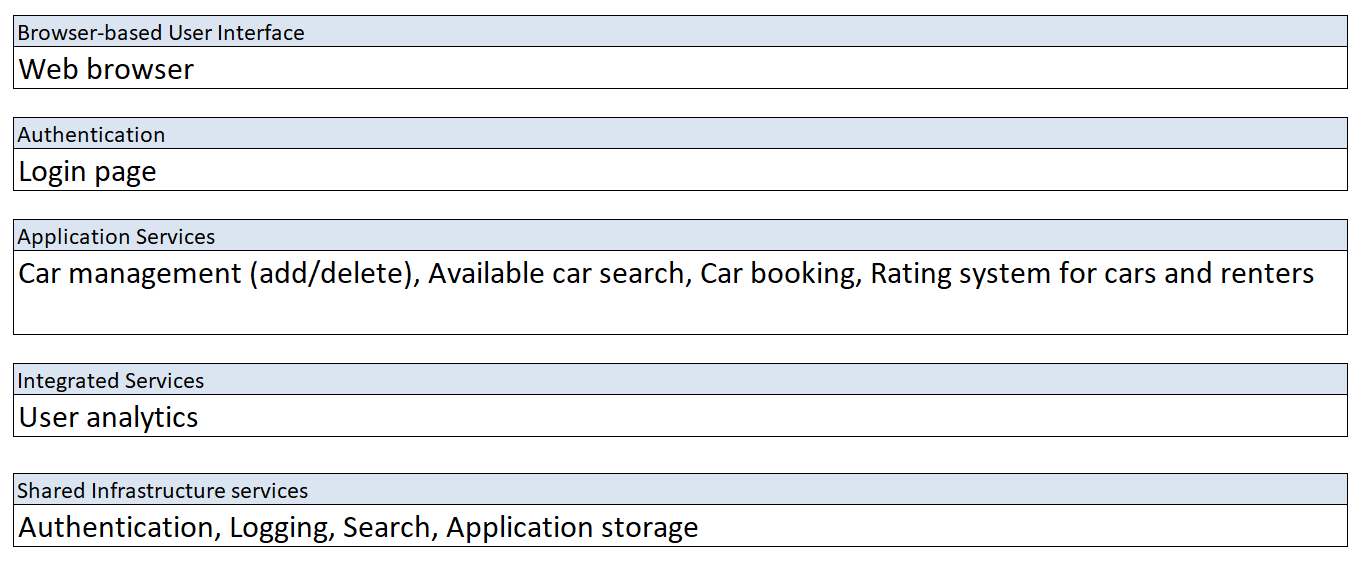 Browser-based User Interface
Web browser
Authentication
Login page
Application Services
Car management (add/delete), Available car search, Car booking, Rating system for cars and renters
Integrated Services
User analytics
Shared Infrastructure services
Authentication, Logging, Search, Application storage